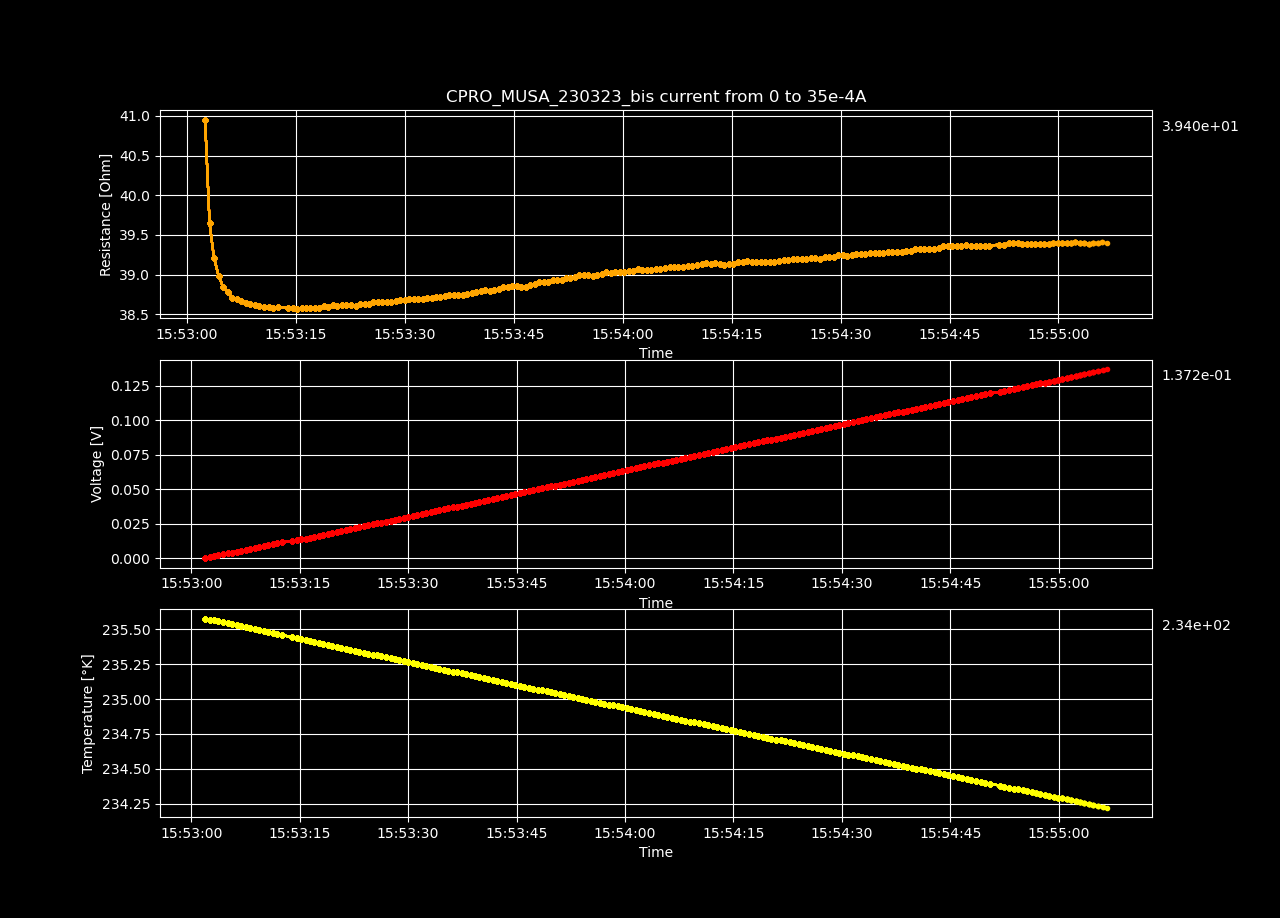 CPRO_MUSA_230323_bis current from 0 to 35e-4A
41.0
40.5
40.0
39.5
39.0
38.5
Resistance [Ohm]
3.940e+01
15:53:00 15:53:15 15:53:30 15:53:45 15:54:00 15:54:15 15:54:30 15:54:45 15:55:00
Time
0.125
0.100
0.075
0.050
0.025
0.000
Voltage [V]
1.372e-01
15:53:00 15:53:15 15:53:30 15:53:45 15:54:00 15:54:15 15:54:30 15:54:45 15:55:00
Time
235.50
235.25
235.00
234.75
234.50
234.25
Temperature [°K]
2.34e+02
15:53:00 15:53:15 15:53:30 15:53:45 15:54:00 15:54:15 15:54:30 15:54:45 15:55:00
Time